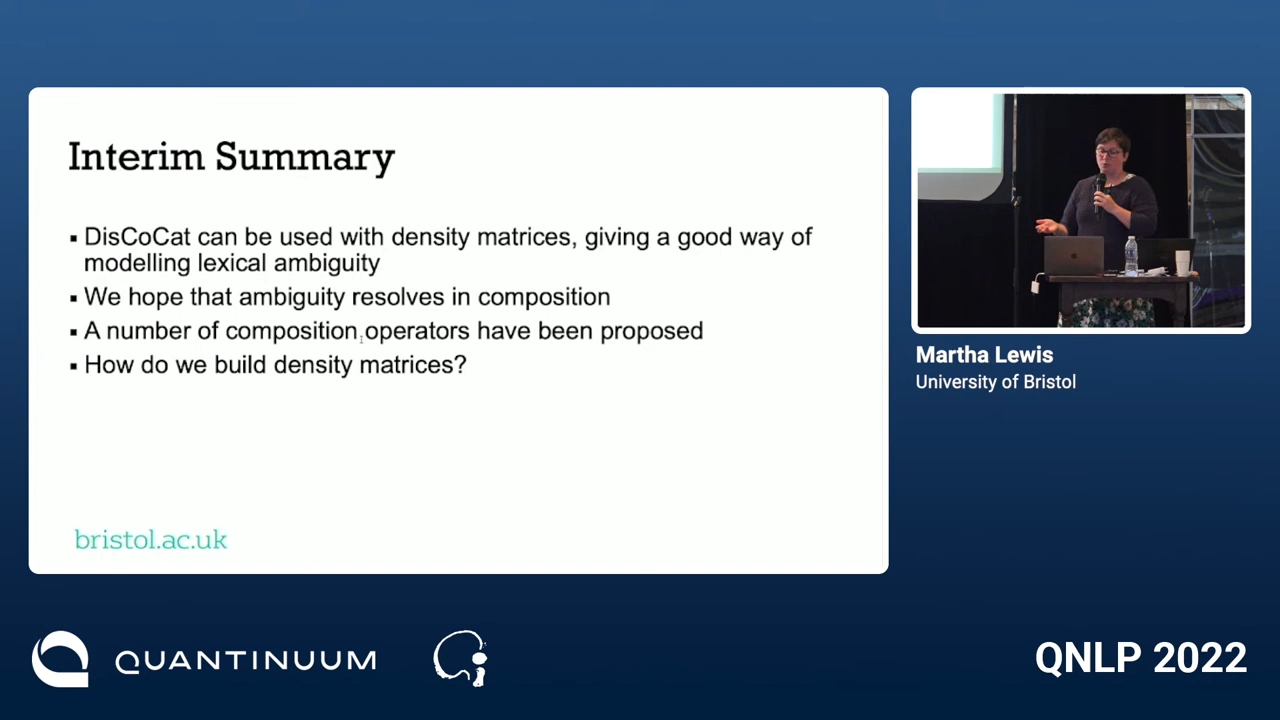 Interim Summary
▪ DisCoCat can be used with density matrices, giving a good way of
modelling lexical ambiguity
▪ We hope that ambiguity resolves in composition
▪ A number of composition operators have been proposed
▪ How do we build density matrices?
bristol.ac.uk
Martha Lewis
University of Bristol
QUANTINUUM
QNLP 2022